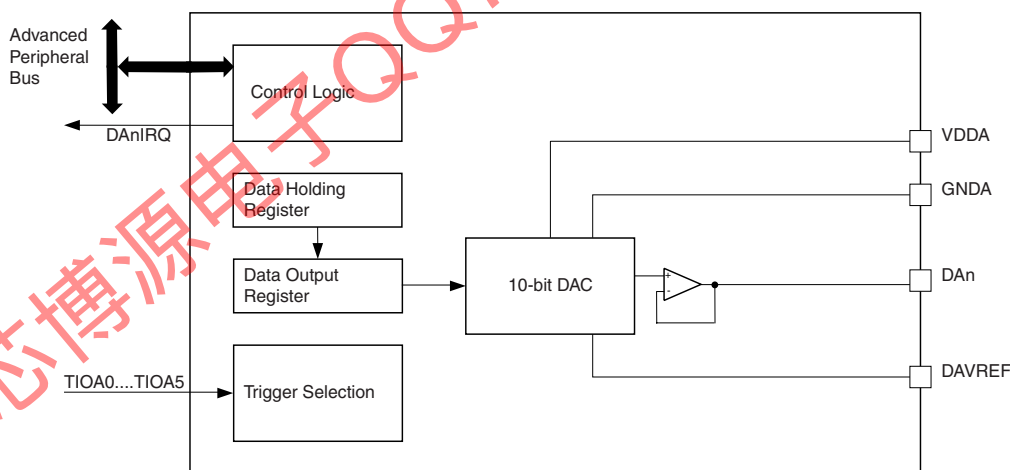 Advanced
Peripheral
Bus
Control Logic
DAnIRQ
VDDA
Data Holding
Register
GNDA
Data Output
Register
10-bit DAC
+
-
DAn
TIOA0....TIOA5
Trigger Selection
DAVREF
芯博源电子QQ